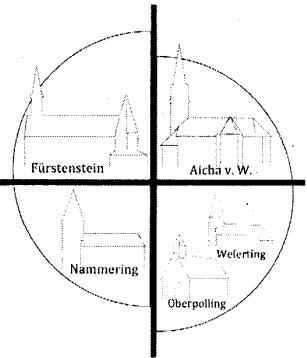 Fürstenstein
Aicha v. W.
Nammering
Weferting
Oberpolling